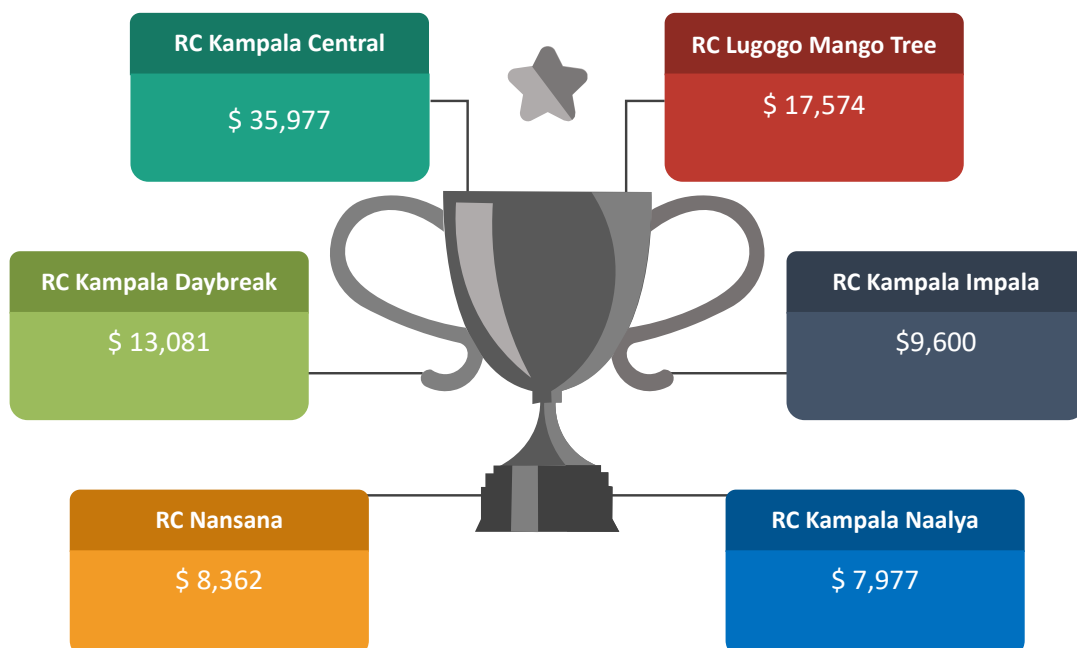 RC Kampala Central
$ 35,977
RC Lugogo Mango Tree
$ 17,574
RC Kampala Daybreak
$ 13,081
RC Kampala Impala
$9,600
RC Nansana
$ 8,362
RC Kampala Naalya
$ 7,977